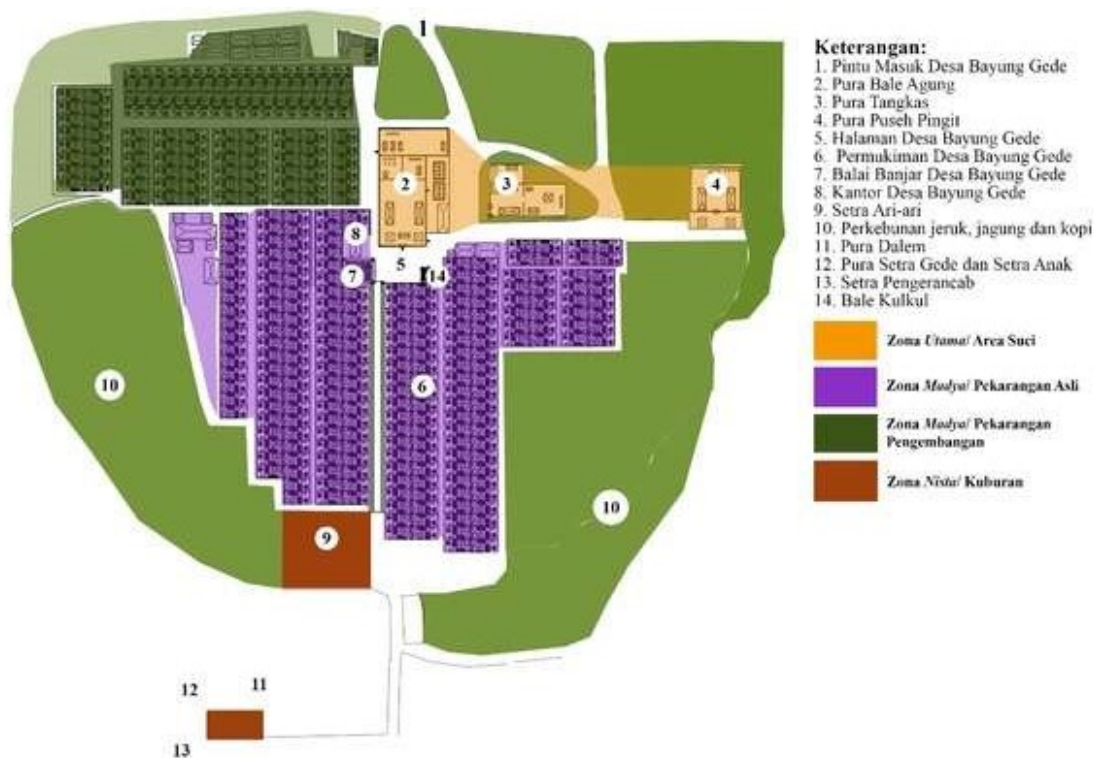 1
2
3
4
8
5
7
14
10
6
10
9
12
11
13
Keterangan:
1. Pintu Masuk Desa Bayung Gede
2. Pura Bale Agung
3. Pura Tangkas
4. Pura Puseh Pingit
5. Halaman Desa Bayung Gede
6. Permukiman Desa Bayung Gede
7. Balai Banjar Desa Bayung Gede
8. Kantor Desa Bayung Gede
9. Setra Ari-ari
10. Perkebunan jeruk, jagung dan kopi
11. Pura Dalem
12. Pura Setra Gede dan Setra Anak
13. Setra Pengerancab
14. Bale Kulkul
Zona Utama/ Area Suci
Zona Madya/ Pekarangan Asli
Zona Madya/ Pekarangan
Pengembangan
Zona Nista/ Kuburan